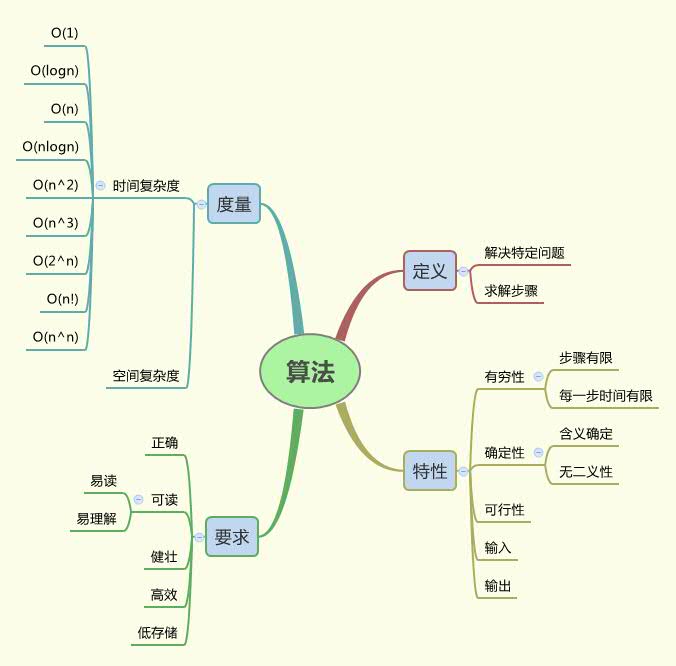 算法
定义
解决特定问题
求解步骤
特性
有穷性
步骤有限
每一步时间有限
确定性
含义确定
无二义性
可行性
输入
输出
度量
时间复杂度
O(1)
O(logn)
O(n)
O(nlogn)
O(n^2)
O(n^3)
O(2^n)
O(n!)
O(n^n)
空间复杂度
要求
正确
可读
易读
易理解
健壮
高效
低存储